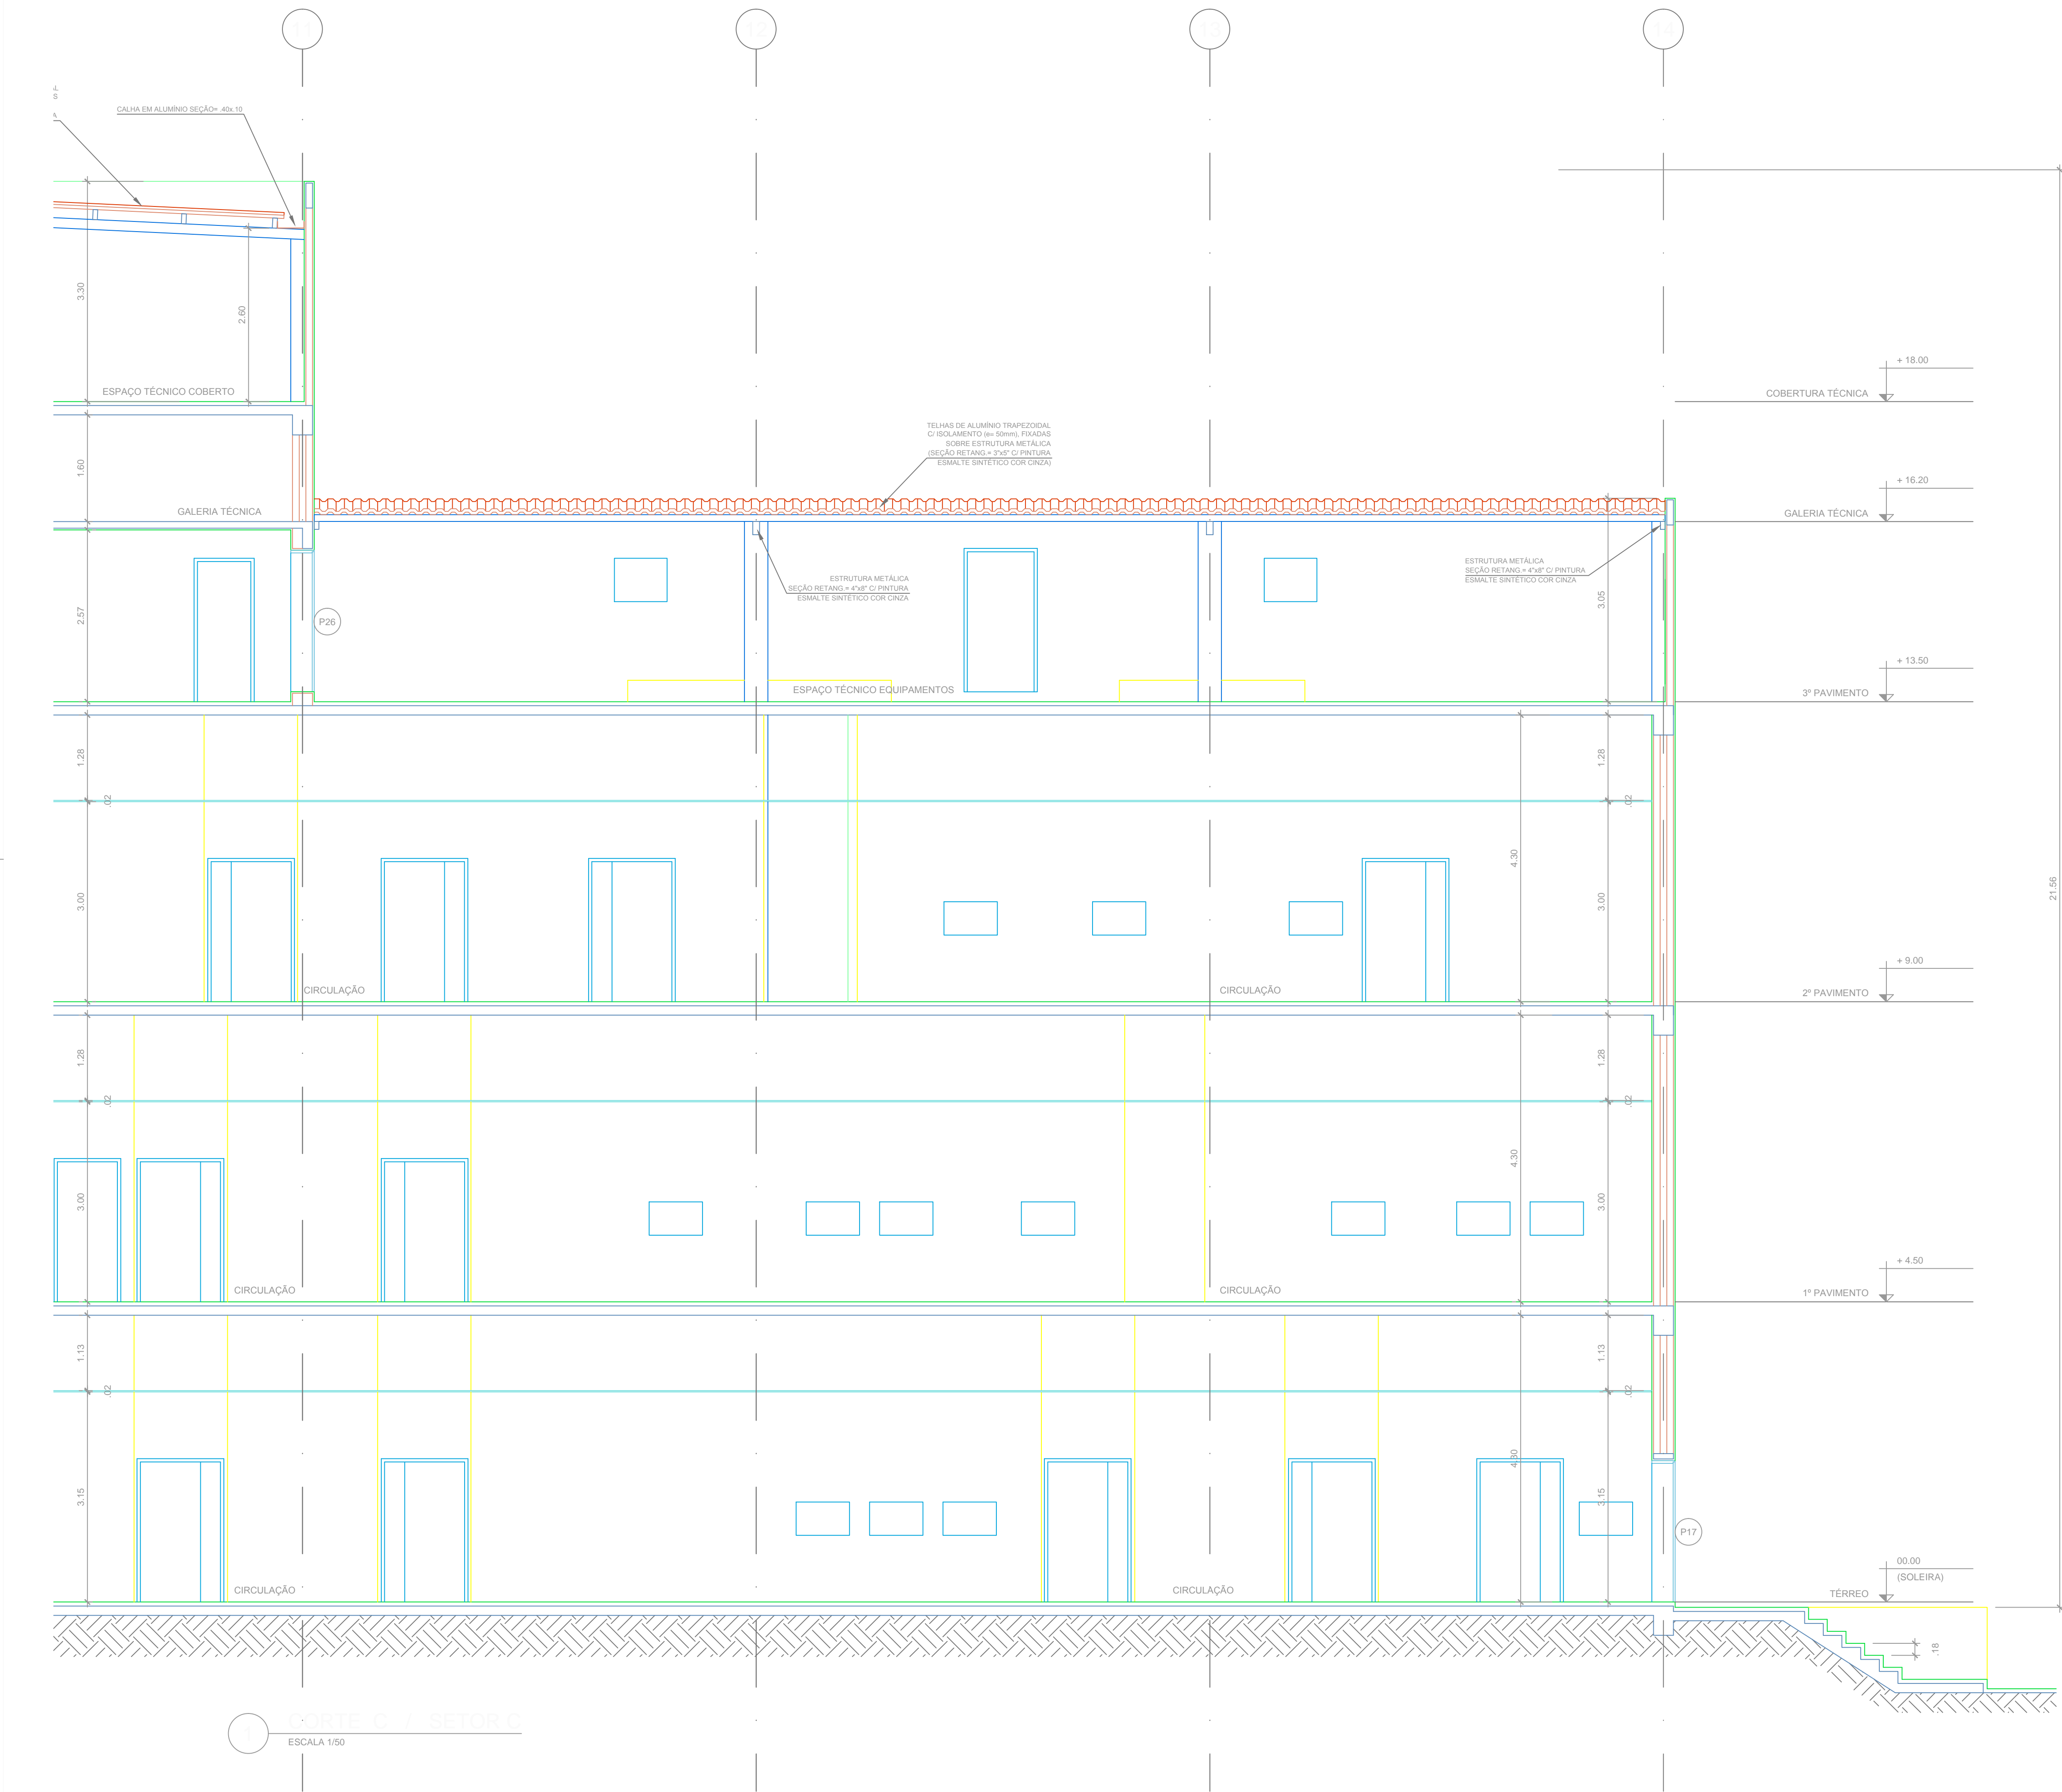 11
12
13
14
CALHA EM ALUMÍNIO SEÇÃO= .40x.10
3.30
2.60
ESPAÇO TÉCNICO COBERTO
+ 18.00
COBERTURA TÉCNICA
TELHAS DE ALUMÍNIO TRAPEZOIDAL
C/ ISOLAMENTO (e= 50mm), FIXADAS
SOBRE ESTRUTURA METÁLICA
(SEÇÃO RETANG.= 3"x5" C/ PINTURA
ESMALTE SINTÉTICO COR CINZA)
1.60
GALERIA TÉCNICA
+ 16.20
GALERIA TÉCNICA
ESTRUTURA METÁLICA
SEÇÃO RETANG.= 4"x8" C/ PINTURA
ESMALTE SINTÉTICO COR CINZA
ESTRUTURA METÁLICA
SEÇÃO RETANG.= 4"x8" C/ PINTURA
ESMALTE SINTÉTICO COR CINZA
2.57
P26
3.05
ESPAÇO TÉCNICO EQUIPAMENTOS
+ 13.50
3º PAVIMENTO
1.28
1.28
.02
.02
3.00
4.30
3.00
21.56
CIRCULAÇÃO
CIRCULAÇÃO
+ 9.00
2º PAVIMENTO
1.28
1.28
.02
.02
3.00
4.30
3.00
CIRCULAÇÃO
CIRCULAÇÃO
+ 4.50
1º PAVIMENTO
1.13
1.13
.02
.02
3.15
4.30
3.15
P17
CIRCULAÇÃO
CIRCULAÇÃO
00.00
(SOLEIRA)
TÉRREO
.18
1
CORTE C / SETOR C
ESCALA 1/50